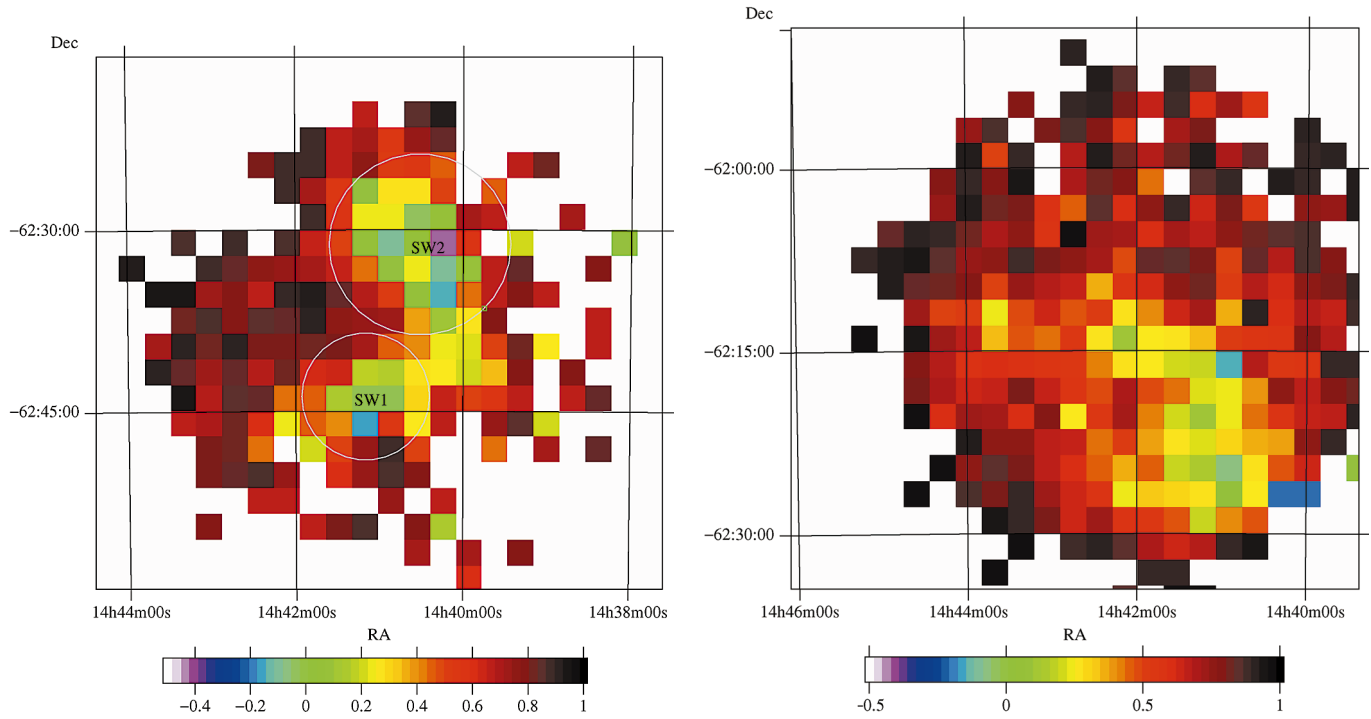 Dec
−62:30:00
−62:45:00
SW2
SW1
14h44m00s 14h42m00s 14h40m00s 14h38m00s
RA
−0.4 −0.2 0 0.2 0.4 0.6 0.8 1
Dec
−62:00:00
−62:15:00
−62:30:00
14h46m00s 14h44m00s 14h42m00s 14h40m00s
RA
-0.5 0 0.5 1